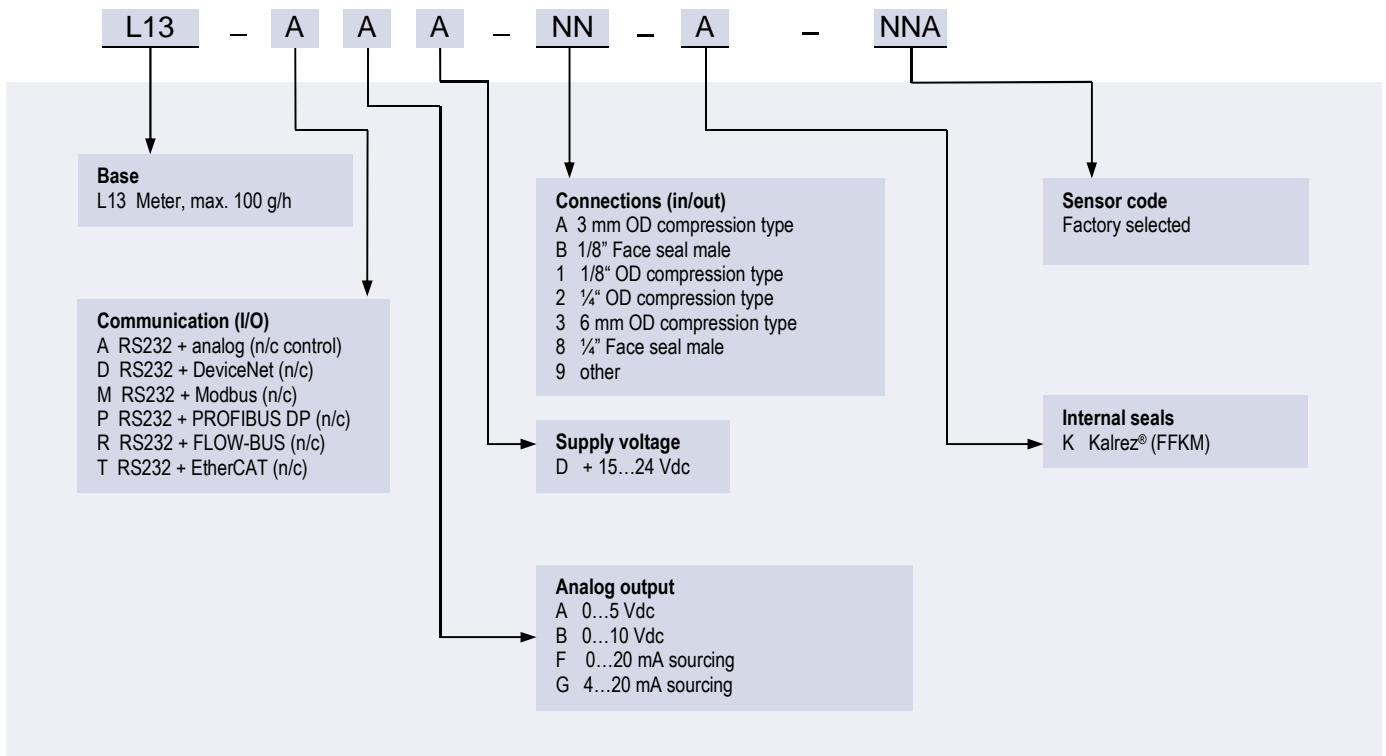 L13 – A A A – NN – A – NNA
Base
L13 Meter, max. 100 g/h
Communication (I/O)
A RS232 + analog (n/c control)
D RS232 + DeviceNet (n/c)
M RS232 + Modbus (n/c)
P RS232 + PROFIBUS DP (n/c)
R RS232 + FLOW-BUS (n/c)
T RS232 + EtherCAT (n/c)
Connections (in/out)
A 3 mm OD compression type
B 1/8” Face seal male
1 1/8“ OD compression type
2 ¼“ OD compression type
3 6 mm OD compression type
8 ¼” Face seal male
9 other
Supply voltage
D + 15…24 Vdc
Analog output
A 0…5 Vdc
B 0…10 Vdc
F 0…20 mA sourcing
G 4…20 mA sourcing
Sensor code
Factory selected
Internal seals
K Kalrez® (FFKM)